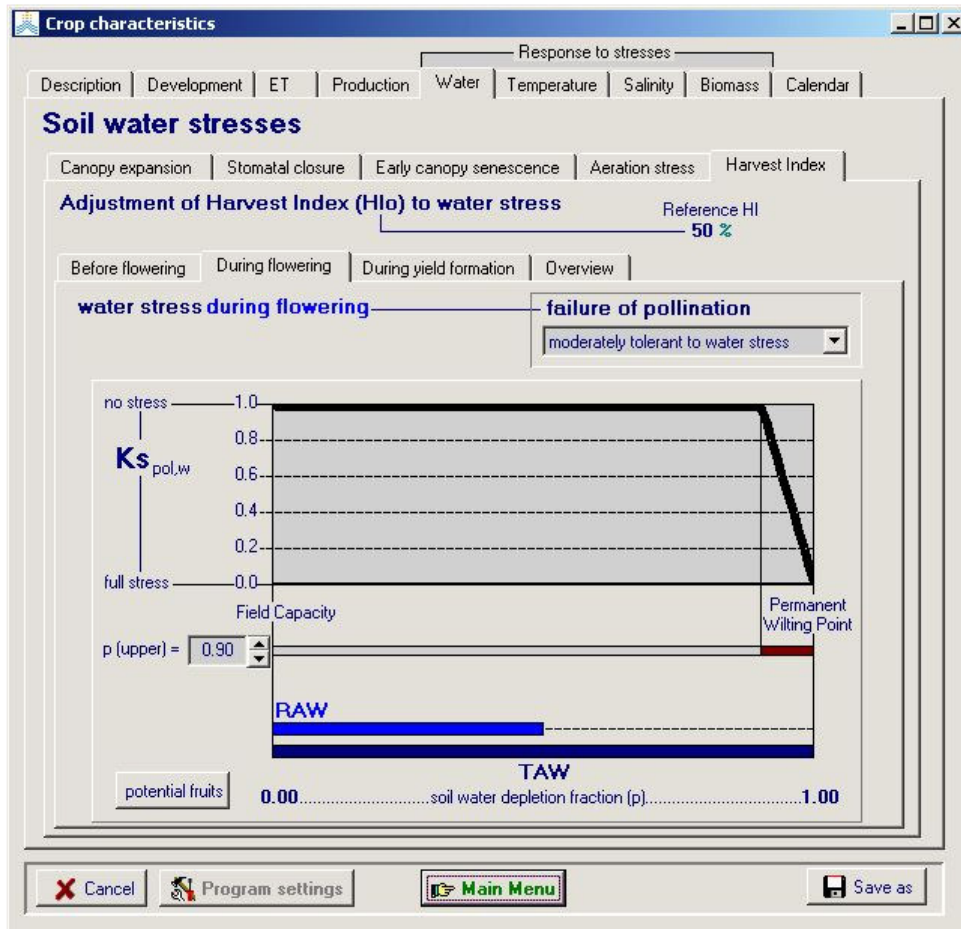 Crop characteristics
Response to stresses
Description Development ET Production Water Temperature Salinity Biomass Calendar
Soil water stresses
Canopy expansion Stomatal closure Early canopy senescence Aeration stress Harvest Index
Adjustment of Harvest Index (HIo) to water stress
Reference HI
50 %
Before flowering During flowering During yield formation Overview
water stress during flowering failure of pollination
moderately tolerant to water stress
no stress 1.0
0.8
Ks pol,w
0.6
0.4
0.2
full stress 0.0
Field Capacity Permanent
Wilting Point
p (upper) = 0.90
RAW
TAW
potential fruits
0.00..............................soil water depletion fraction (p)...................................1.00
Cancel Program settings Main Menu Save as